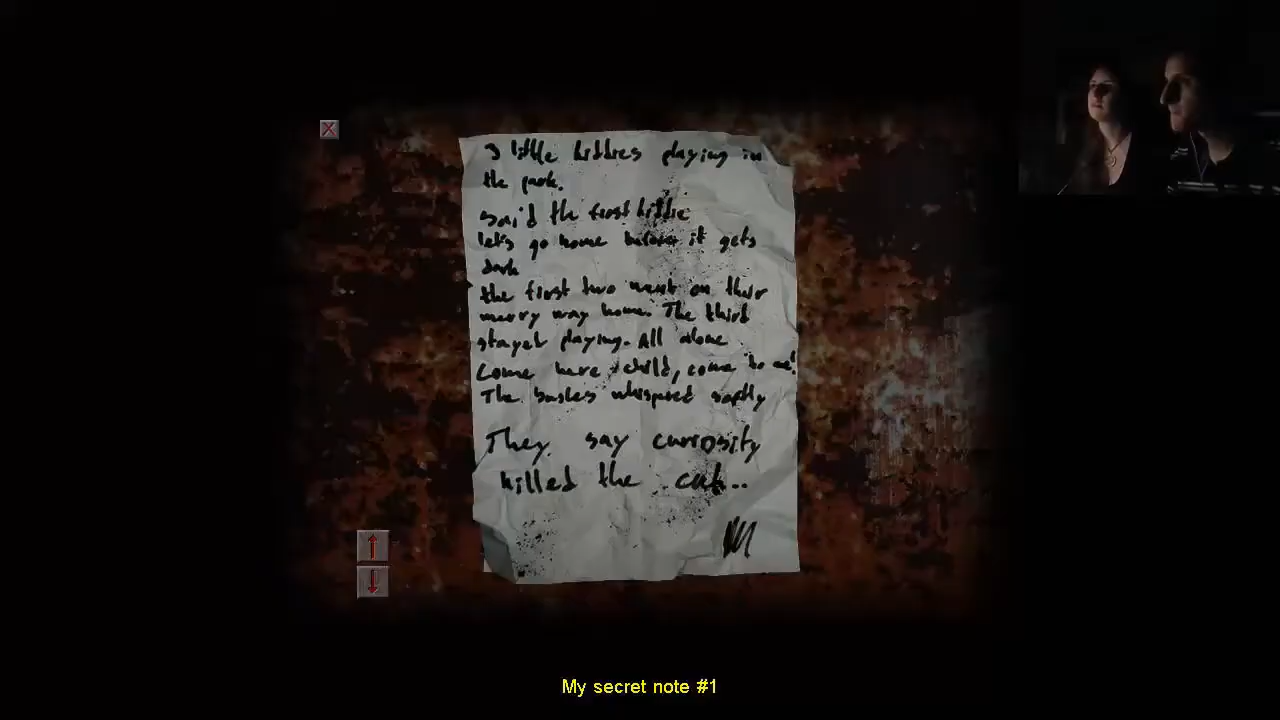 3 little kitties playing in
the park.
said the first kittie
let's go home before it gets
dark
the first two went on their
merry way home. The third
stayed playing. All alone
Come here child, come to me!
The bushes whispered softly
They say curiosity
killed the cat..
My secret note #1